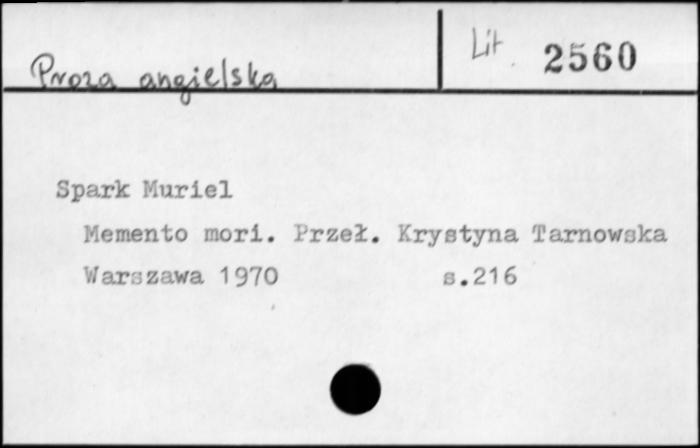 Proza angielska
Lit 2560
Spark Muriel
Memento mori. Przeł. Krystyna Tarnowska
Warszawa 1970 s.216